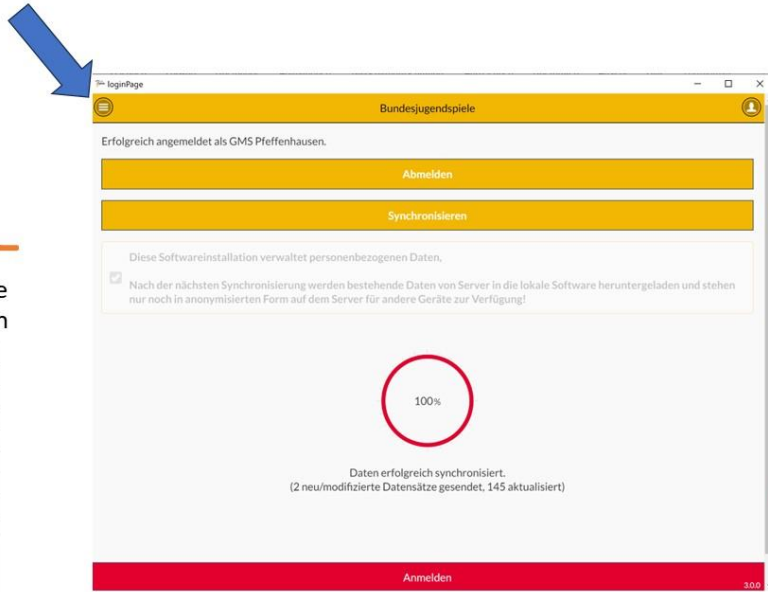 loginPage
Bundesjugendspiele
Erfolgreich angemeldet als GMS Pfeffenhausen.
Abmelden
Synchronisieren
Diese Softwareinstallation verwaltet personenbezogenen Daten,
Nach der nächsten Synchronisierung werden bestehende Daten von Server in die lokale Software heruntergeladen und stehen
nur noch in anonymisierten Form auf dem Server für andere Geräte zur Verfügung!
100%
Daten erfolgreich synchronisiert.
(2 neu/modifizierte Datensätze gesendet, 145 aktualisiert)
Anmelden
3.0.0